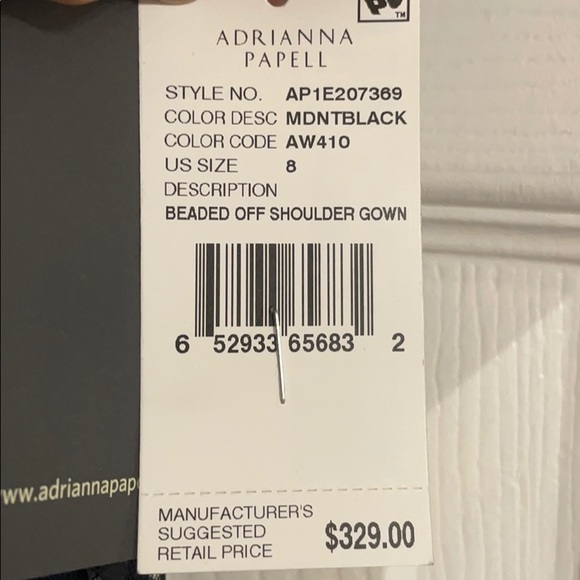 ADRIANNA
PAPELL
STYLE NO. AP1E207369
COLOR DESC MDNTBLACK
COLOR CODE AW410
US SIZE 8
DESCRIPTION
BEADED OFF SHOULDER GOWN
6 52933 65683 2
ww.adriannapap
MANUFACTURER'S
SUGGESTED
RETAIL PRICE
$329.00